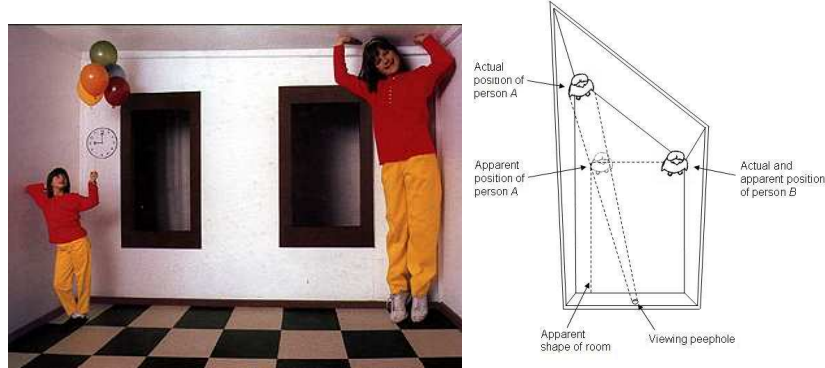 Actual
position of
person A
Apparent
position of
person A
Actual and
apparent position
of person B
Apparent
shape of room
Viewing peephole